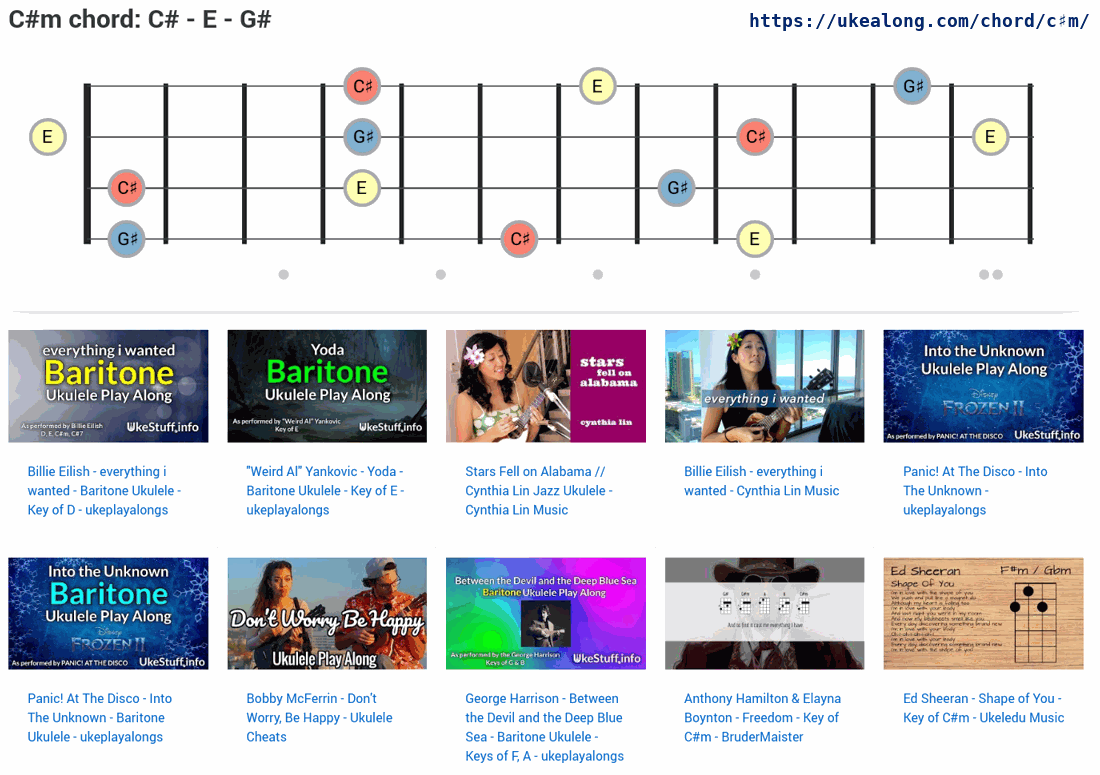 C#m chord: C# - E - G#
https://ukealong.com/chord/c♯m/
C♯ E G♯
E G♯ C♯ E
C♯ E G♯
G♯ C♯ E
everything i wanted
Baritone
Ukulele Play Along
As performed by Billie Eilish
D, E, C#m, C#7
UkeStuff.info
Yoda
Baritone
Ukulele Play Along
As performed by "Weird Al" Yankovic
Key of E
UkeStuff.info
stars
fell on
alabama
cynthia lin
everything i wanted
Into the Unknown
Ukulele Play Along
Disney
FROZEN II
As performed by PANIC! AT THE DISCO
UkeStuff.info
Billie Eilish - everything i
wanted - Baritone Ukulele -
Key of D - ukeplayalongs
"Weird Al" Yankovic - Yoda -
Baritone Ukulele - Key of E -
ukeplayalongs
Stars Fell on Alabama //
Cynthia Lin Jazz Ukulele -
Cynthia Lin Music
Billie Eilish - everything i
wanted - Cynthia Lin Music
Panic! At The Disco - Into
The Unknown -
ukeplayalongs
Into the Unknown
Baritone
Ukulele Play Along
Disney
FROZEN II
As performed by PANIC! AT THE DISCO
UkeStuff.info
Don't Worry Be Happy
Ukulele Play Along
Between the Devil and the Deep Blue Sea
Baritone Ukulele Play Along
As performed by the George Harrison
Keys of G & B
UkeStuff.info
Ed Sheeran
Shape Of You
F#m / Gbm
Panic! At The Disco - Into
The Unknown - Baritone
Ukulele - ukeplayalongs
Bobby McFerrin - Don't
Worry, Be Happy - Ukulele
Cheats
George Harrison - Between
the Devil and the Deep Blue
Sea - Baritone Ukulele -
Keys of F, A - ukeplayalongs
Anthony Hamilton & Elayna
Boynton - Freedom - Key of
C#m - BruderMaister
Ed Sheeran - Shape of You -
Key of C#m - Ukeledu Music